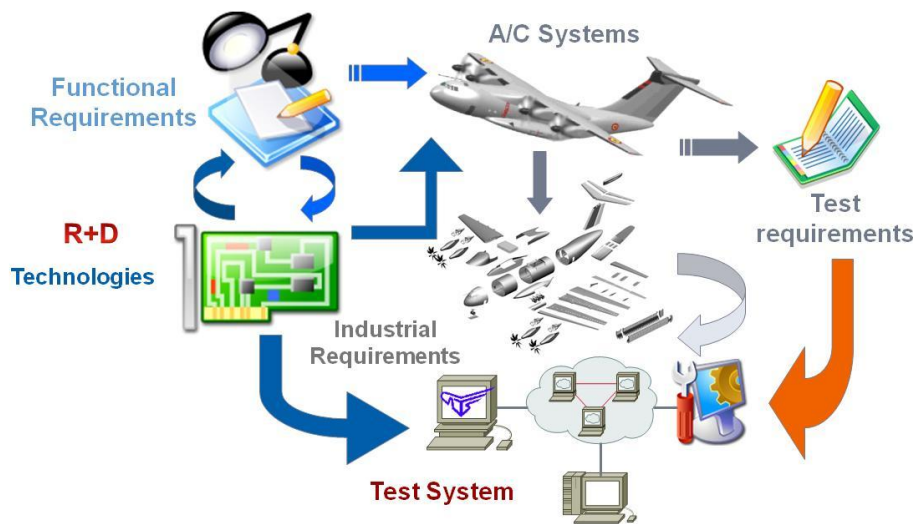 A/C Systems
Functional
Requirements
R+D
Technologies
Test
requirements
Industrial
Requirements
Test System